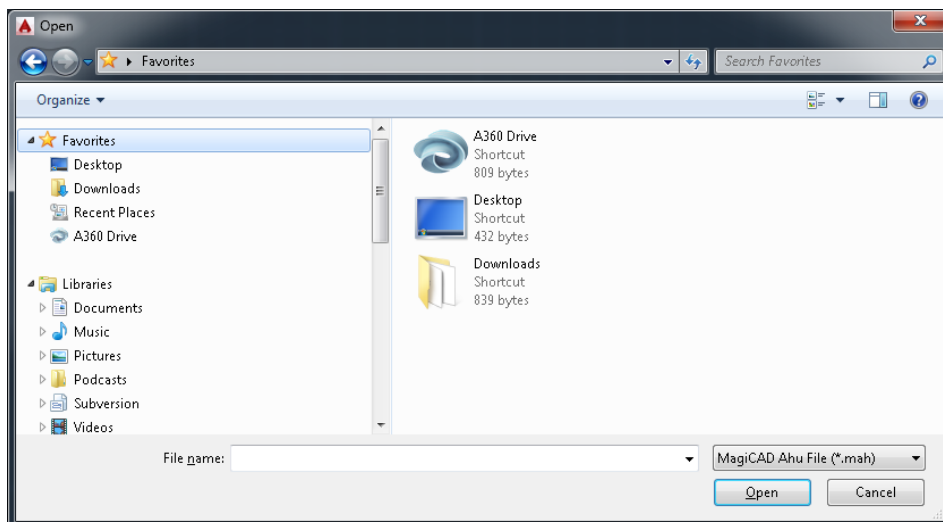 Open
Favorites
Search Favorites
Organize
Favorites
Desktop
Downloads
Recent Places
A360 Drive
Libraries
Documents
Music
Pictures
Podcasts
Subversion
Videos
A360 Drive
Shortcut
809 bytes
Desktop
Shortcut
432 bytes
Downloads
Shortcut
839 bytes
File name:
MagiCAD Ahu File (*.mah)
Open
Cancel